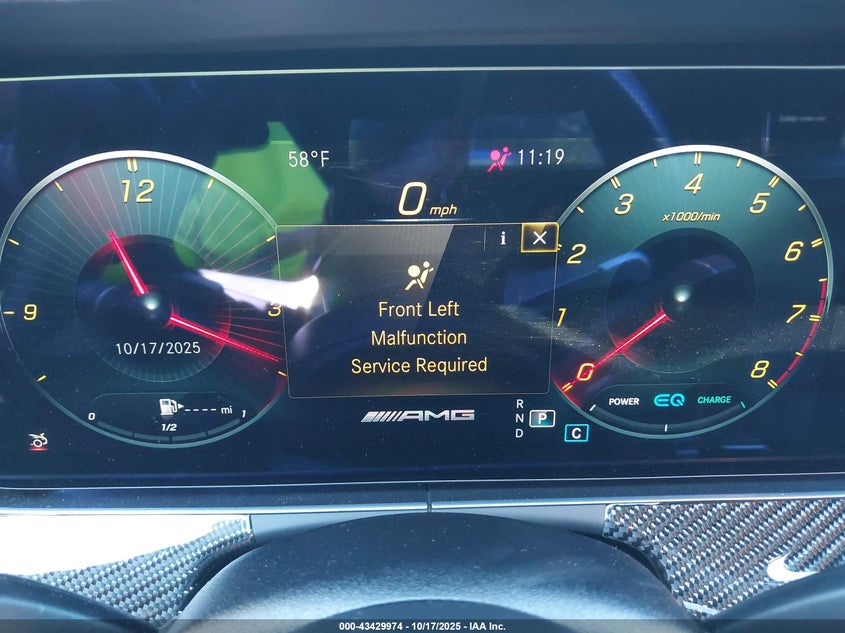 58°F
11:19
0 mph
12
3
9
10/17/2025
---- mi
0 1/2 1
i X
Front Left
Malfunction
Service Required
AMG
R
N
D
P
C
0 1 2 3 4 5 6 7 8
x1000/min
POWER EQ CHARGE
000-43429974 - 10/17/2025 - IAA Inc.